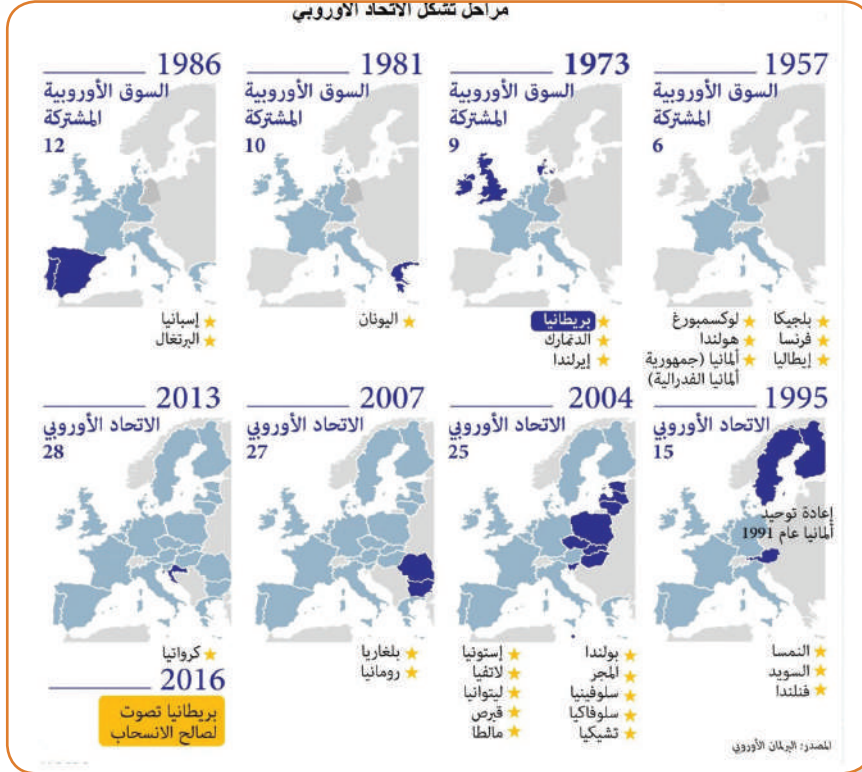 مراحل تشكل الاتحاد الأوروبي
1957
السوق الأوروبية
المشتركة
6
بلجيكا
فرنسا
إيطاليا
لوكسمبورغ
هولندا
ألمانيا (جمهورية
ألمانيا الفدرالية)
1973
السوق الأوروبية
المشتركة
9
بريطانيا
الدنمارك
إيرلندا
1981
السوق الأوروبية
المشتركة
10
اليونان
1986
السوق الأوروبية
المشتركة
12
إسبانيا
البرتغال
1995
الاتحاد الأوروبي
15
إعادة توحيد
ألمانيا عام 1991
النمسا
السويد
فنلندا
2004
الاتحاد الأوروبي
25
بولندا
المجر
سلوفينيا
سلوفاكيا
تشيكيا
إستونيا
لاتفيا
ليتوانيا
قبرص
مالطا
2007
الاتحاد الأوروبي
27
بلغاريا
رومانيا
2013
الاتحاد الأوروبي
28
كرواتيا
2016
بريطانيا تصوت
لصالح الانسحاب
المصدر: البرلمان الأوروبي